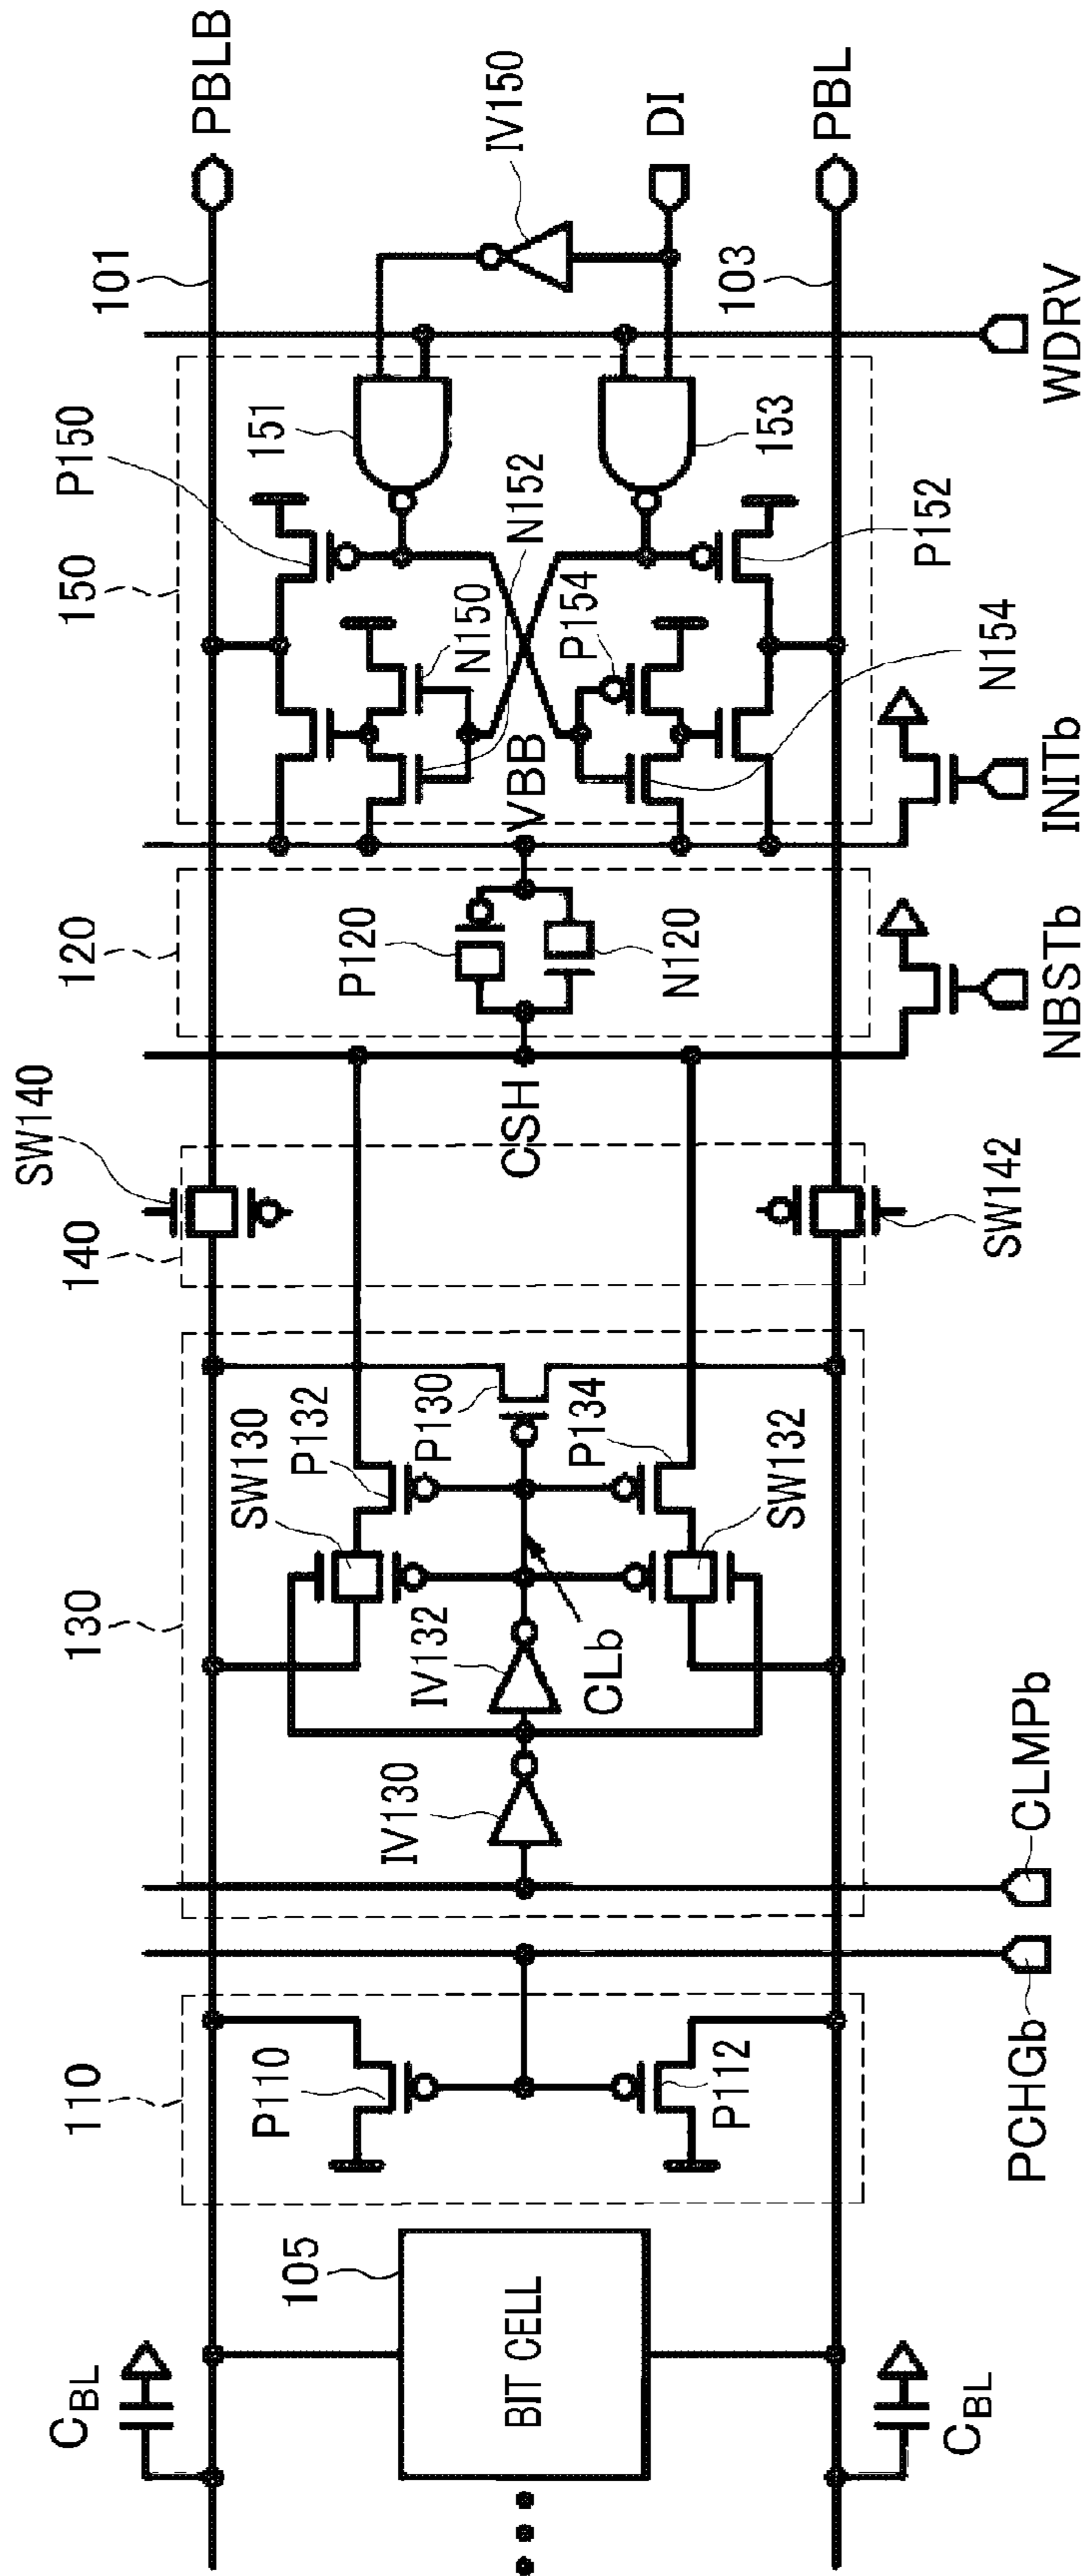 C_BL
110
130
140
SW140
120
150
P150
101
PBLB
105
BIT CELL
P110
P112
IV130
IV132
SW130
P132
P130
P134
SW132
CLb
CSH
P120
N120
VBB
N150
N152
151
IV150
DI
P154
153
P152
N154
103
PBL
C_BL
PCHGb
CLMPb
SW142
NBSTb
INITb
WDRV